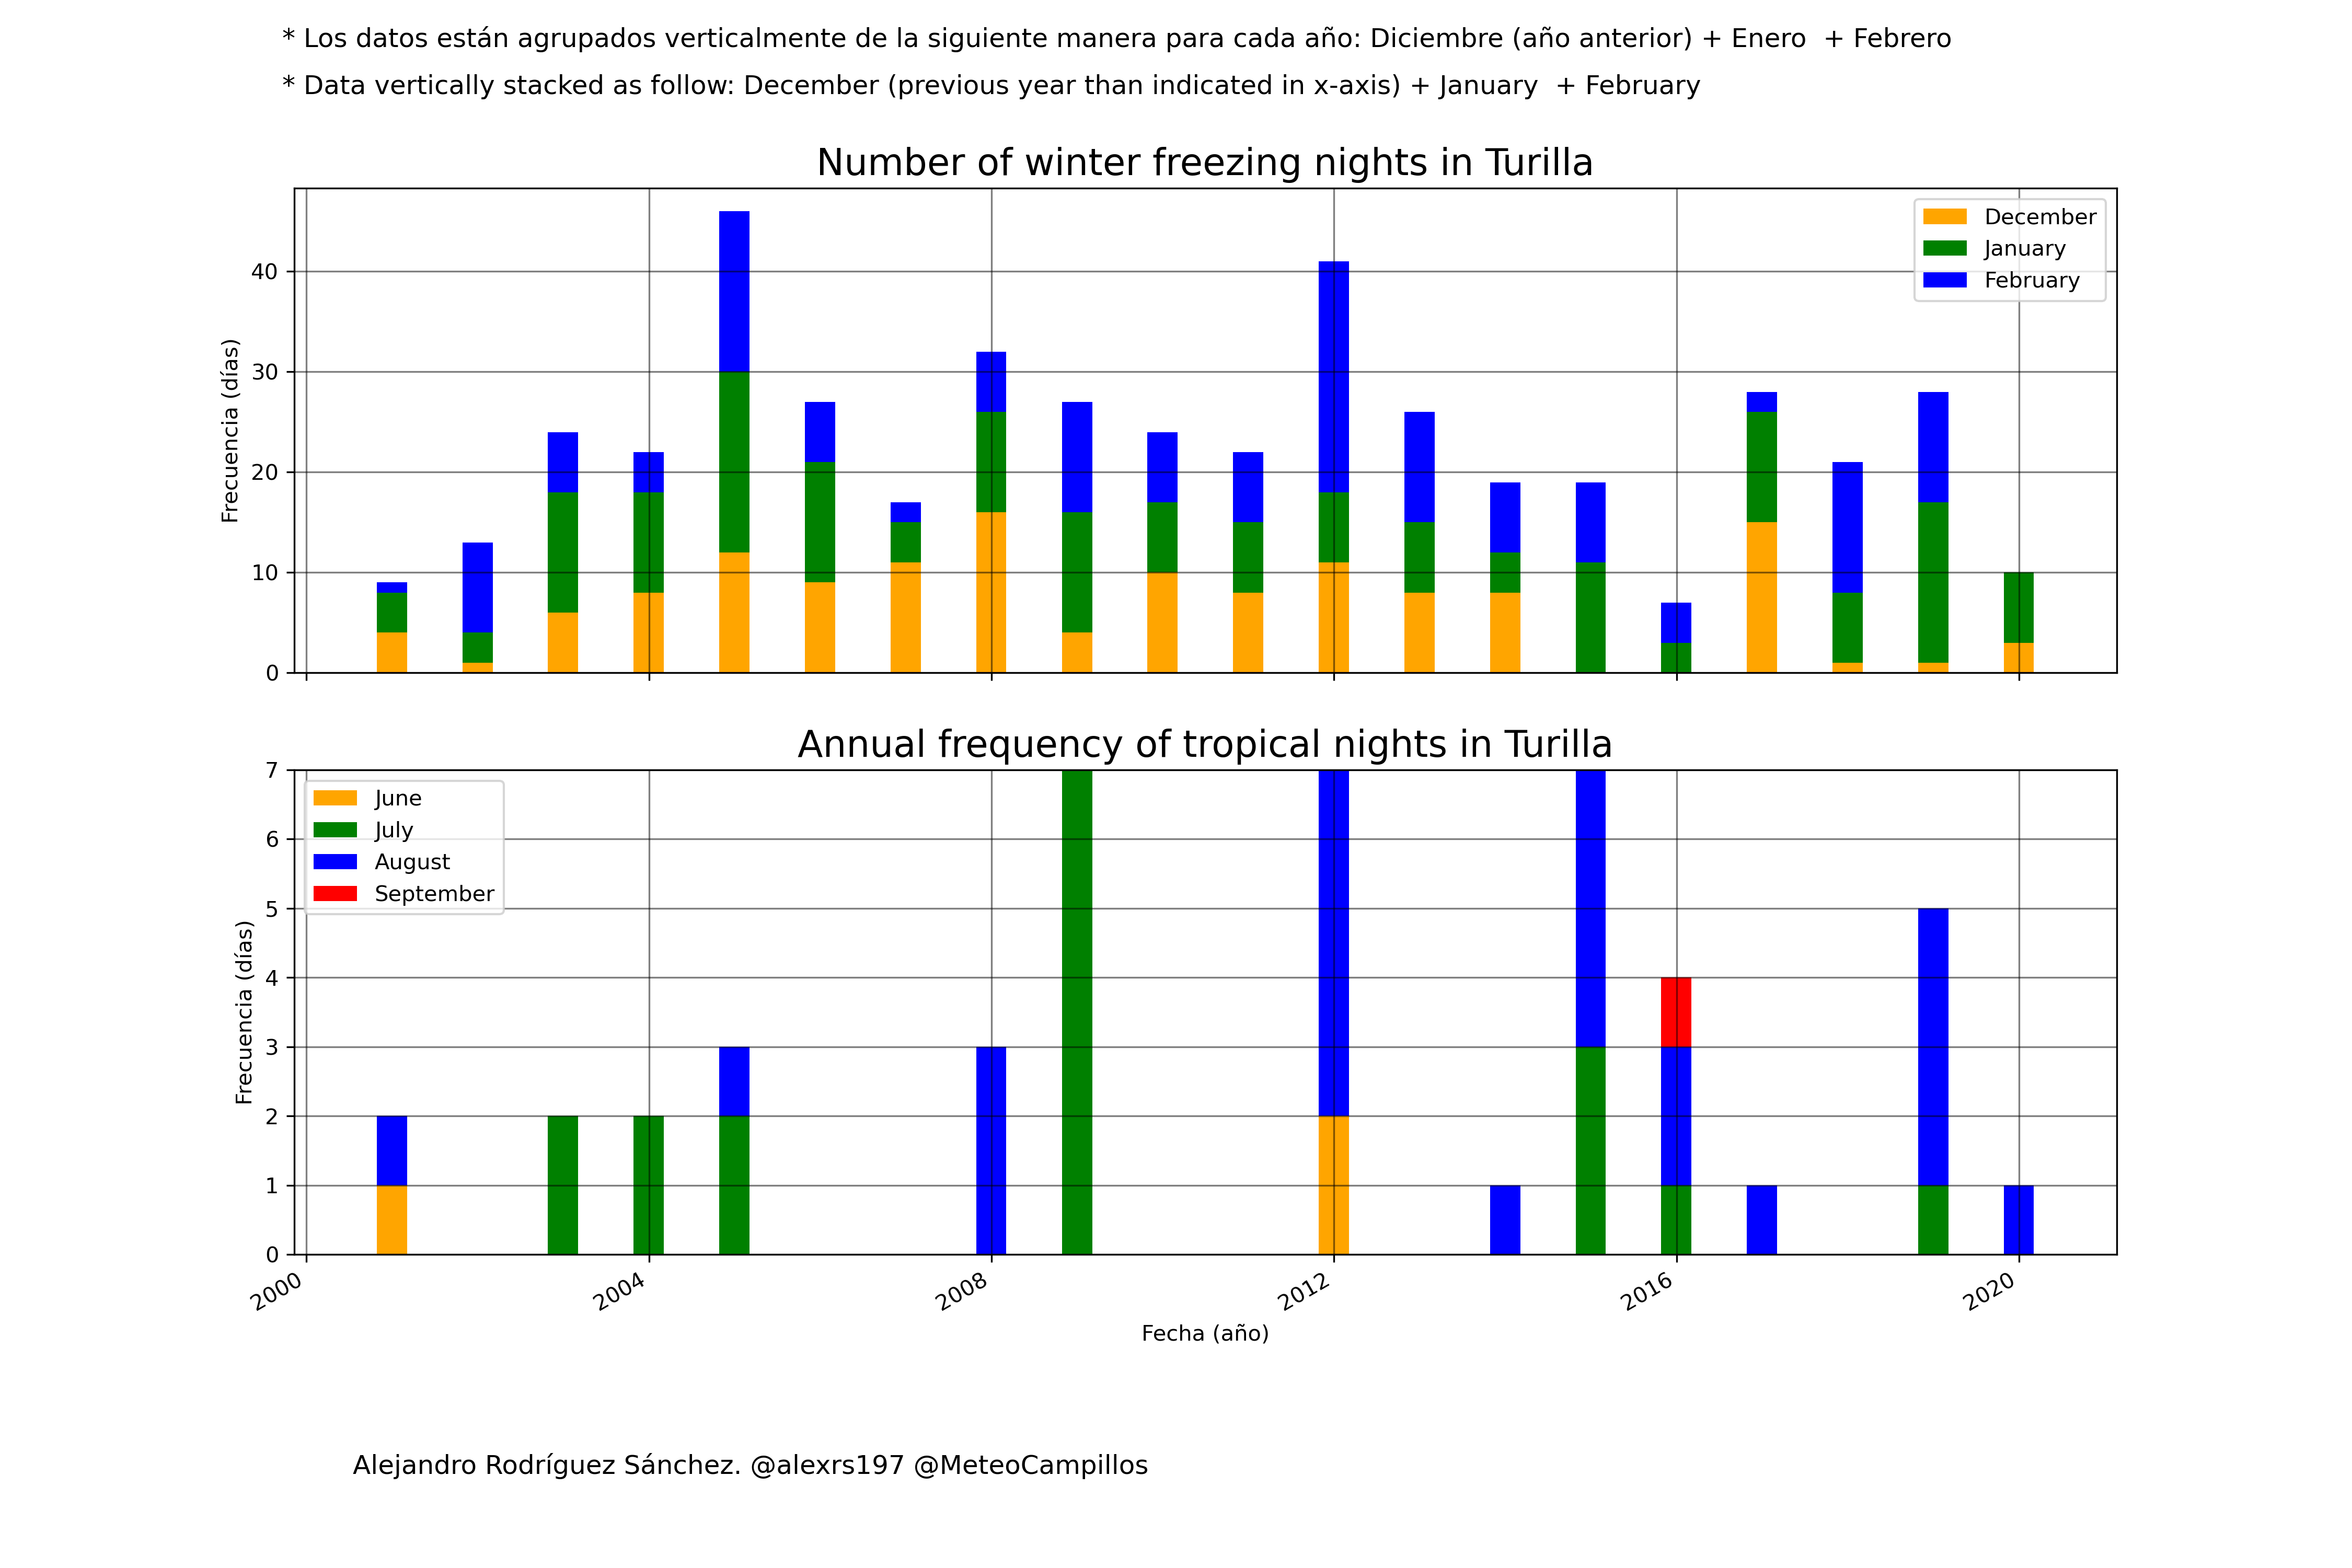 * Los datos están agrupados verticalmente de la siguiente manera para cada año: Diciembre (año anterior) + Enero  + Febrero
* Data vertically stacked as follow: December (previous year than indicated in x-axis) + January  + February
Number of winter freezing nights in Turilla
December
January
February
Frecuencia (días)
40
30
20
10
0
Annual frequency of tropical nights in Turilla
June
July
August
September
Frecuencia (días)
7
6
5
4
3
2
1
0
2000
2004
2008
2012
2016
2020
Fecha (año)
Alejandro Rodríguez Sánchez. @alexrs197 @MeteoCampillos